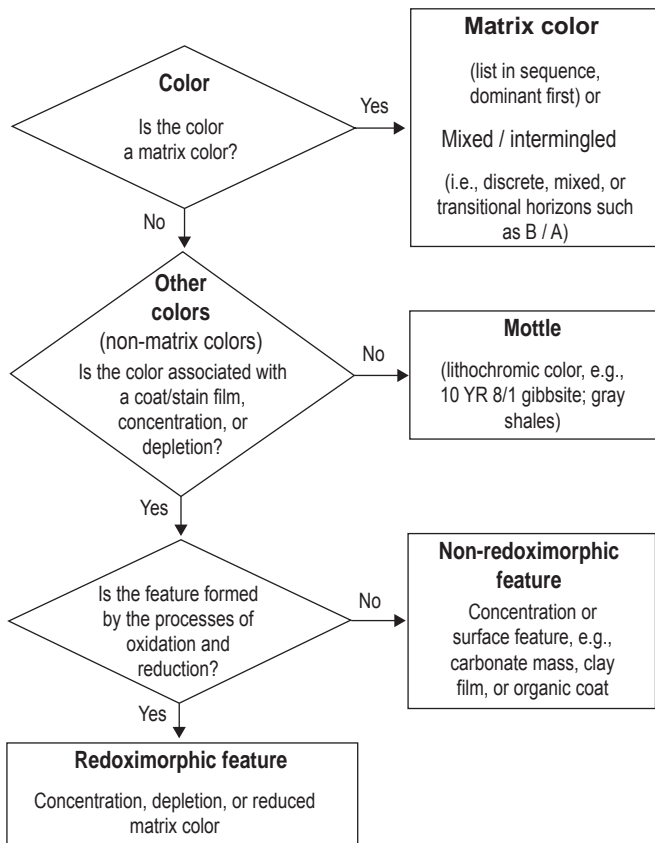 Color
Is the color
a matrix color?
Yes
Matrix color
(list in sequence,
dominant first) or
Mixed / intermingled
(i.e., discrete, mixed, or
transitional horizons such
as B / A)
No
Other
colors
(non-matrix colors)
Is the color associated with
a coat/stain film,
concentration, or
depletion?
No
Mottle
(lithochromic color, e.g.,
10 YR 8/1 gibbsite; gray
shales)
Yes
Is the feature formed
by the processes of
oxidation and
reduction?
No
Non-redoximorphic
feature
Concentration or
surface feature, e.g.,
carbonate mass, clay
film, or organic coat
Yes
Redoximorphic feature
Concentration, depletion, or reduced
matrix color